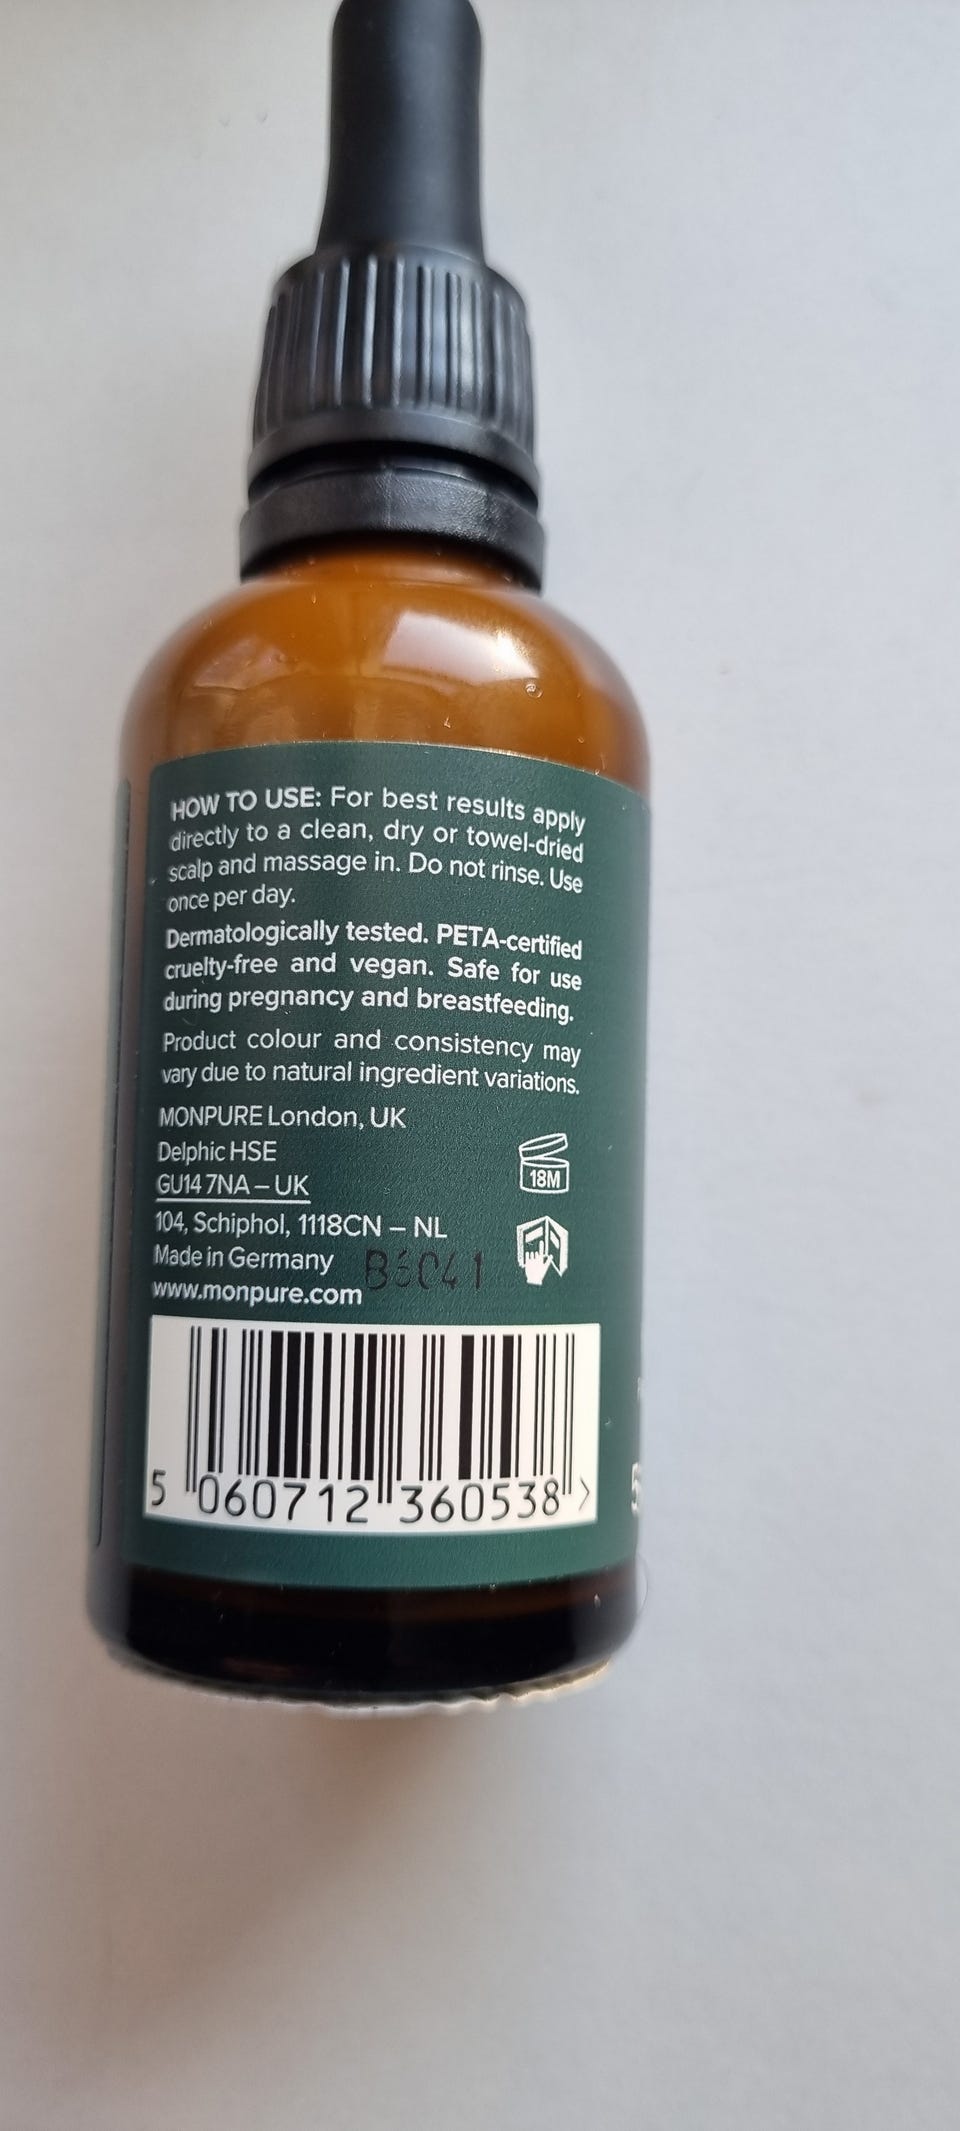 HOW TO USE: For best results apply
directly to a clean, dry or towel-dried
scalp and massage in. Do not rinse. Use
once per day.
Dermatologically tested. PETA-certified
cruelty-free and vegan. Safe for use
during pregnancy and breastfeeding.
Product colour and consistency may
vary due to natural ingredient variations.
MONPURE London, UK
Delphic HSE
GU14 7NA – UK
18M
104, Schiphol, 1118CN – NL
Made in Germany
www.monpure.com
5 060712 360538 >